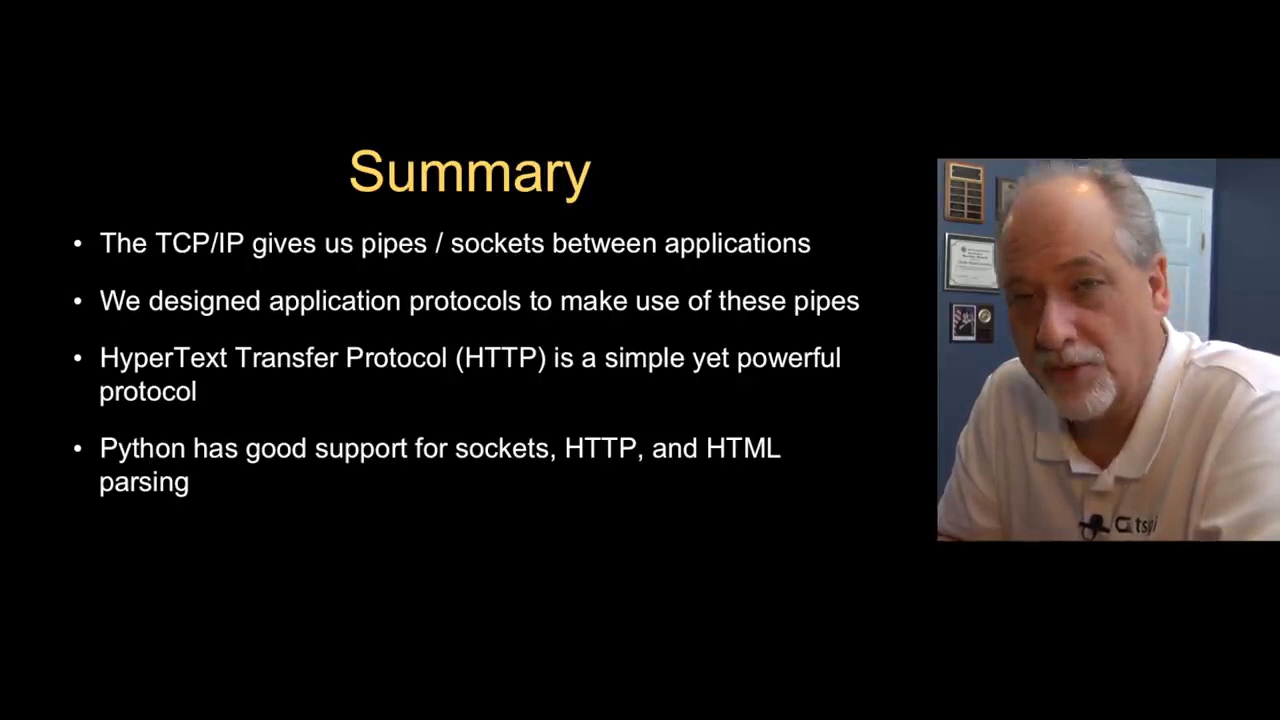 Summary
• The TCP/IP gives us pipes / sockets between applications
• We designed application protocols to make use of these pipes
• HyperText Transfer Protocol (HTTP) is a simple yet powerful
protocol
• Python has good support for sockets, HTTP, and HTML
parsing